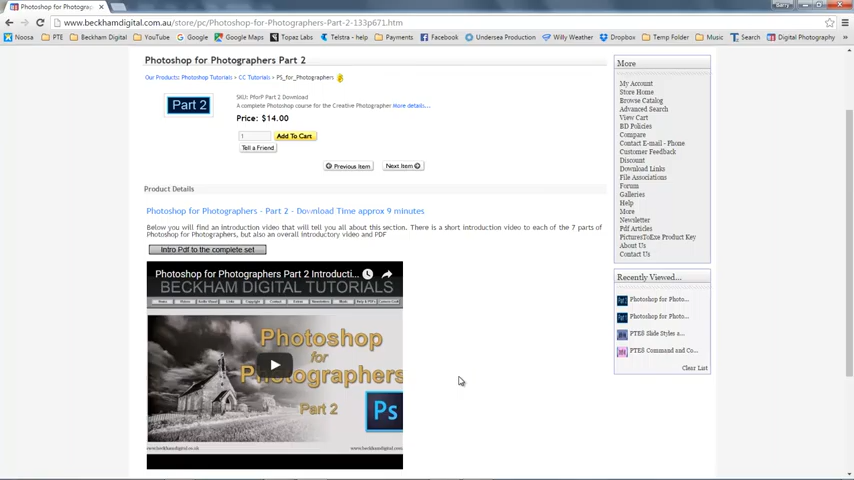 Photoshop for Photograp
Barry
www.beckhamdigital.com.au/store/pc/Photoshop-for-Photographers-Part-2-133p671.htm
Noosa PTE Beckham Digital YouTube Google Google Maps Topaz Labs Telstra - help Payments Facebook Undersea Production Willy Weather Dropbox Temp Folder Music Search Digital Photography
Photoshop for Photographers Part 2
Our Products: Photoshop Tutorials > CC Tutorials > PS_for_Photographers
Part 2
SKU: PforP Part 2 Download
A complete Photoshop course for the Creative Photographer More details...
Price: $14.00
1 Add To Cart
Tell a Friend
Previous Item Next Item
Product Details
Photoshop for Photographers - Part 2 - Download Time approx 9 minutes
Below you will find an introduction video that will tell you all about this section. There is a short introduction video to each of the 7 parts of
Photoshop for Photographers, but also an overall introductory video and PDF
Intro Pdf to the complete set
Photoshop for Photographers Part 2 Introducti...
BECKHAM DIGITAL TUTORIALS
Photoshop
for
Photographers
Part 2
Ps
www.beckhamdigital.com.au
More
My Account
Store Home
Browse Catalog
Advanced Search
View Cart
BD Policies
Compare
Contact E-mail - Phone
Customer Feedback
Discount
Download Links
File Associations
Forum
Galleries
Help
More
Newsletter
Pdf Articles
PicturesToExe Product Key
About Us
Contact Us
Recently Viewed...
Photoshop for Photo...
Photoshop for Photo...
PTE8 Slide Styles a...
PTE8 Command and Co...
Clear List